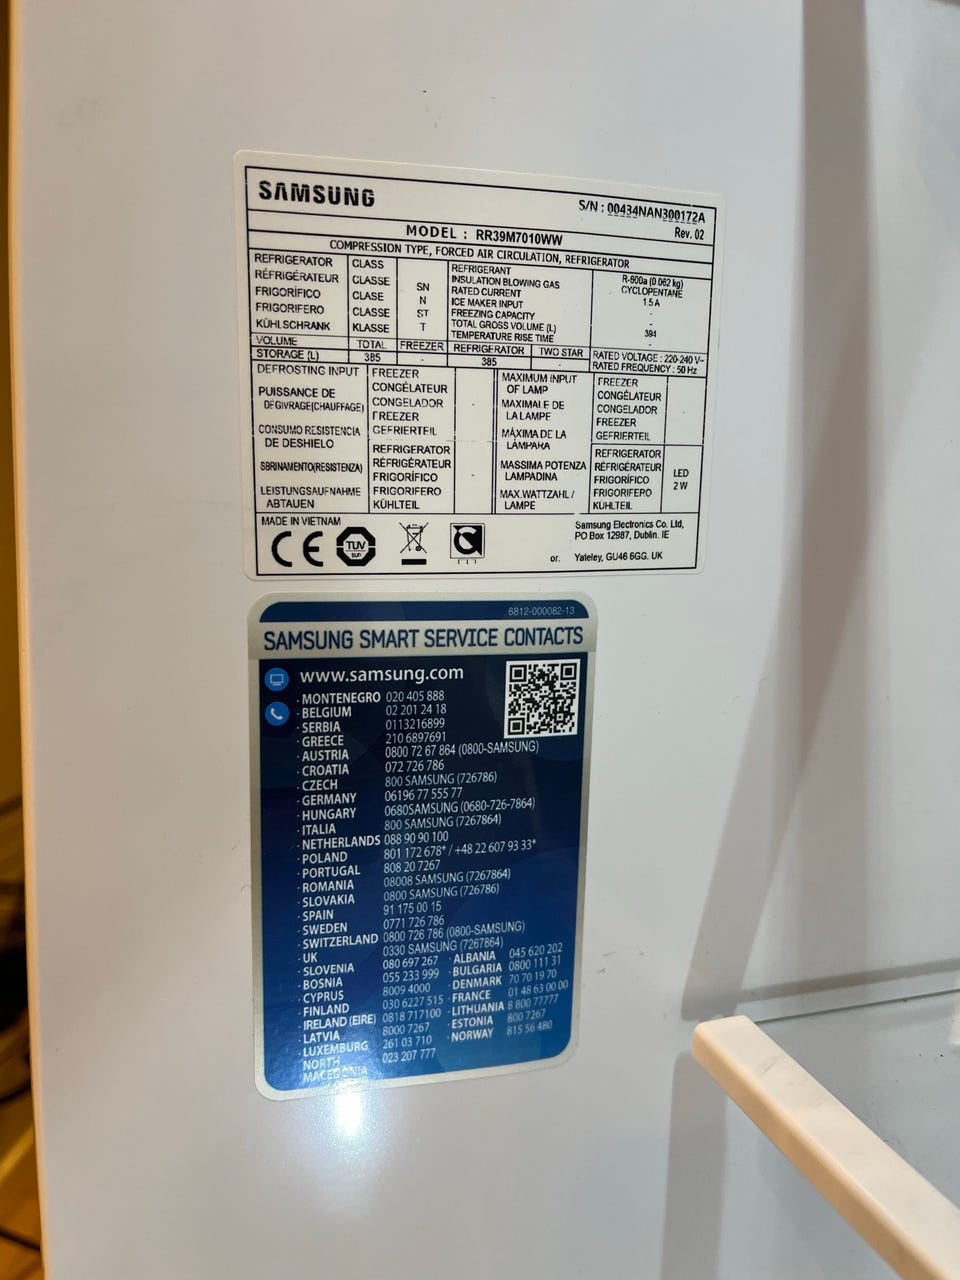 SAMSUNG
S/N : 00434NAN300172A
Rev. 02
MODEL : RR39M7010WW
COMPRESSION TYPE, FORCED AIR CIRCULATION, REFRIGERATOR
REFRIGERATOR CLASS
RÉFRIGÉRATEUR CLASSE SN
FRIGORÍFICO CLASE N
FRIGORIFERO CLASSE ST
KÜHLSCHRANK KLASSE T
REFRIGERANT R-600a (0.062 kg)
INSULATION BLOWING GAS CYCLOPENTANE
RATED CURRENT 1.5 A
ICE MAKER INPUT -
FREEZING CAPACITY -
TOTAL GROSS VOLUME (L) 394
TEMPERATURE RISE TIME -
VOLUME TOTAL FREEZER REFRIGERATOR TWO STAR
STORAGE (L) 385 - 385 -
RATED VOLTAGE : 220-240 V~
RATED FREQUENCY : 50 Hz
DEFROSTING INPUT
PUISSANCE DE
DÉGIVRAGE(CHAUFFAGE)
CONSUMO RESISTENCIA
DE DESHIELO
SBRINAMENTO(RESISTENZA)
LEISTUNGSAUFNAHME
ABTAUEN
FREEZER
CONGÉLATEUR
CONGELADOR -
FREEZER
GEFRIERTEIL
REFRIGERATOR
RÉFRIGÉRATEUR
FRIGORÍFICO -
FRIGORIFERO
KÜHLTEIL
MAXIMUM INPUT
OF LAMP
MAXIMALE DE
LA LAMPE
MÁXIMA DE LA
LÁMPARA
MASSIMA POTENZA
LAMPADINA
MAX.WATTZAHL /
LAMPE
FREEZER
CONGÉLATEUR
CONGELADOR -
FREEZER
GEFRIERTEIL
REFRIGERATOR
RÉFRIGÉRATEUR LED
FRIGORÍFICO 2 W
FRIGORIFERO
KÜHLTEIL
MADE IN VIETNAM
CE
TÜV
SÜD
Samsung Electronics Co. Ltd,
PO Box 12987, Dublin. IE
or. Yateley, GU46 6GG. UK
6812-000082-13
SAMSUNG SMART SERVICE CONTACTS
www.samsung.com
· MONTENEGRO 020 405 888
· BELGIUM 02 201 24 18
· SERBIA 0113216899
· GREECE 210 6897691
· AUSTRIA 0800 72 67 864 (0800-SAMSUNG)
· CROATIA 072 726 786
· CZECH 800 SAMSUNG (726786)
· GERMANY 06196 77 555 77
· HUNGARY 0680SAMSUNG (0680-726-7864)
· ITALIA 800 SAMSUNG (7267864)
· NETHERLANDS 088 90 90 100
· POLAND 801 172 678* / +48 22 607 93 33*
· PORTUGAL 808 20 7267
· ROMANIA 08008 SAMSUNG (7267864)
· SLOVAKIA 0800 SAMSUNG (726786)
· SPAIN 91 175 00 15
· SWEDEN 0771 726 786
· SWITZERLAND 0800 726 786 (0800-SAMSUNG)
· UK 0330 SAMSUNG (7267864)
· SLOVENIA 080 697 267
· BOSNIA 055 233 999
· CYPRUS 8009 4000
· FINLAND 030 6227 515
· IRELAND (EIRE) 0818 717100
· LATVIA 8000 7267
· LUXEMBURG 261 03 710
· NORTH 023 207 777
MACEDONIA
· ALBANIA 045 620 202
· BULGARIA 0800 111 31
· DENMARK 70 70 19 70
· FRANCE 01 48 63 00 00
· LITHUANIA 8 800 77777
· ESTONIA 800 7267
· NORWAY 815 56 480